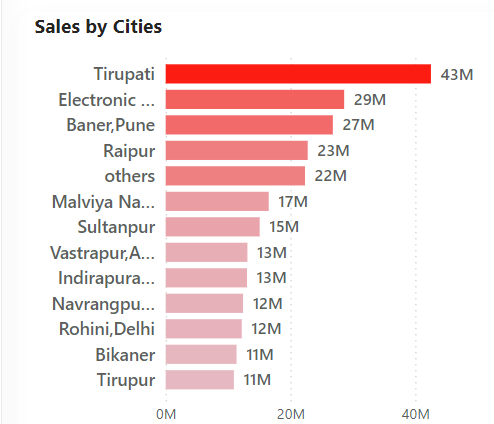 Sales by Cities
Tirupati 43M
Electronic ... 29M
Baner,Pune 27M
Raipur 23M
others 22M
Malviya Na... 17M
Sultanpur 15M
Vastrapur,A... 13M
Indirapura... 13M
Navrangpu... 12M
Rohini,Delhi 12M
Bikaner 11M
Tirupur 11M
0M 20M 40M